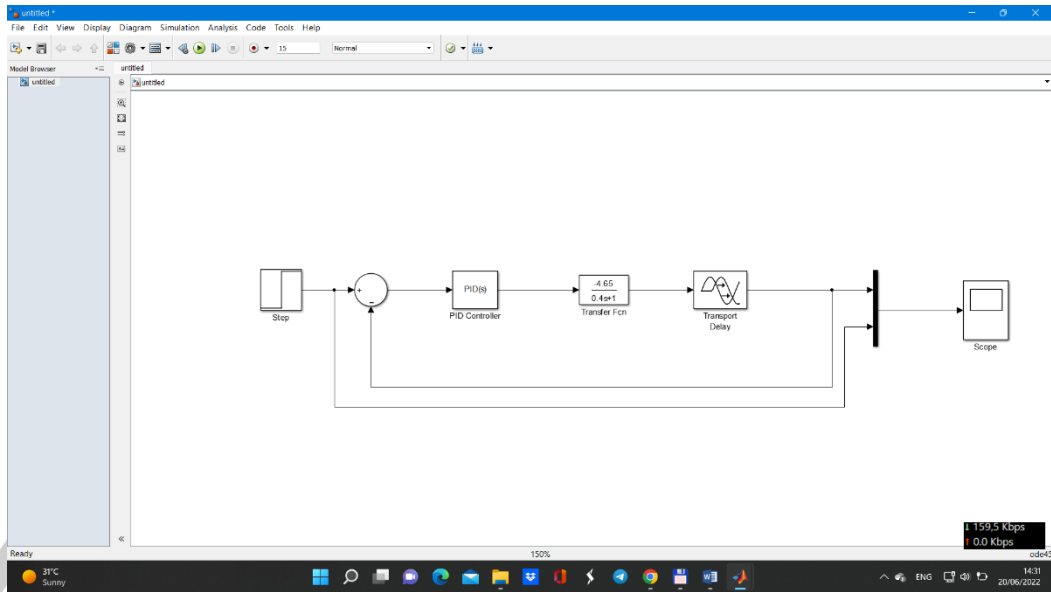 untitled *
File Edit View Display Diagram Simulation Analysis Code Tools Help
15 Normal
Model Browser untitled
untitled untitled
-4.65
PID(s)
0.4s+1
Step PID Controller Transfer Fcn Transport
Delay
Scope
↓ 159,5 Kbps
↑ 0.0 Kbps
Ready 150% ode45
31°C
Sunny
ENG 14:31
20/06/2022